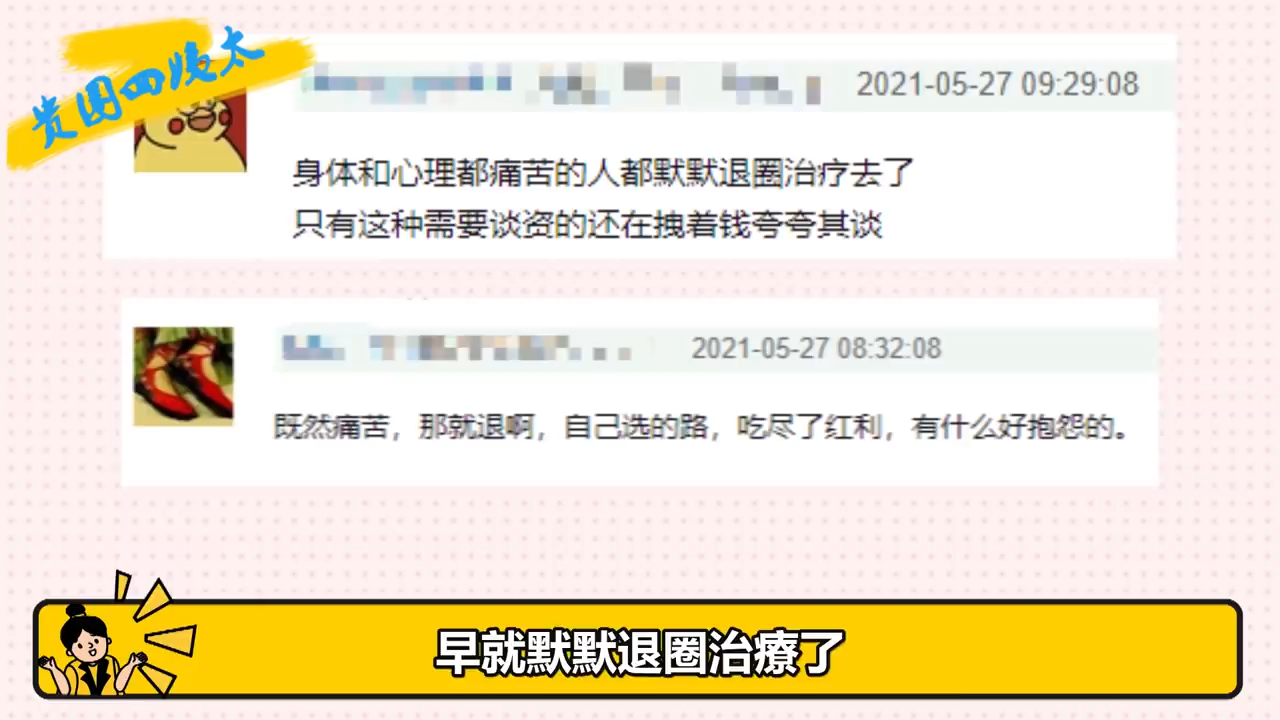 贵圈四姨太
2021-05-27 09:29:08
身体和心理都痛苦的人都默默退圈治疗去了
只有这种需要谈资的还在拽着钱夸夸其谈
2021-05-27 08:32:08
既然痛苦，那就退啊，自己选的路，吃尽了红利，有什么好抱怨的。
早就默默退圈治療了